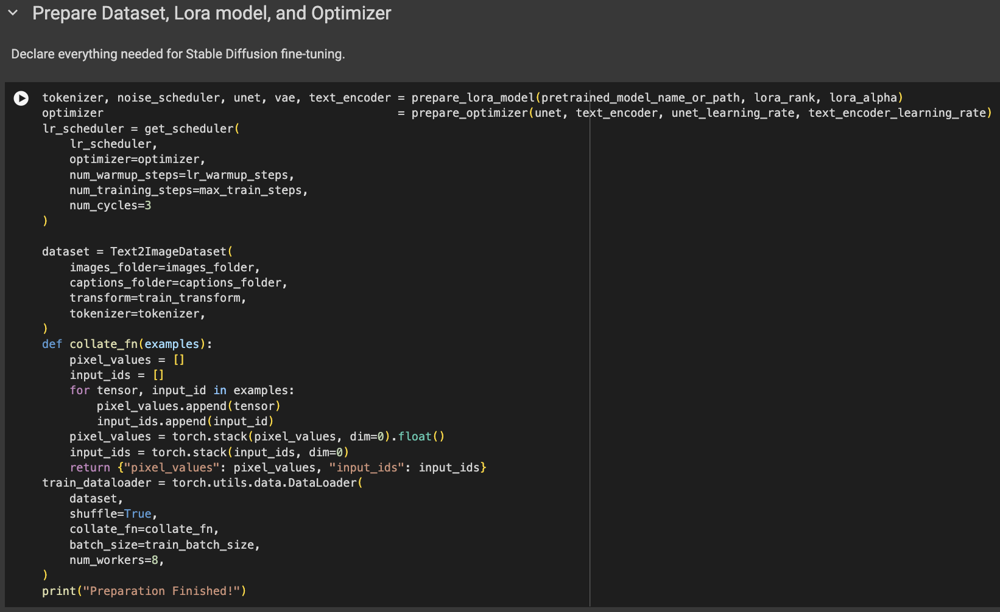 Prepare Dataset, Lora model, and Optimizer
Declare everything needed for Stable Diffusion fine-tuning.
tokenizer, noise_scheduler, unet, vae, text_encoder = prepare_lora_model(pretrained_model_name_or_path, lora_rank, lora_alpha)
optimizer                                           = prepare_optimizer(unet, text_encoder, unet_learning_rate, text_encoder_learning_rate)
lr_scheduler = get_scheduler(
    lr_scheduler,
    optimizer=optimizer,
    num_warmup_steps=lr_warmup_steps,
    num_training_steps=max_train_steps,
    num_cycles=3
)

dataset = Text2ImageDataset(
    images_folder=images_folder,
    captions_folder=captions_folder,
    transform=train_transform,
    tokenizer=tokenizer,
)
def collate_fn(examples):
    pixel_values = []
    input_ids = []
    for tensor, input_id in examples:
        pixel_values.append(tensor)
        input_ids.append(input_id)
    pixel_values = torch.stack(pixel_values, dim=0).float()
    input_ids = torch.stack(input_ids, dim=0)
    return {"pixel_values": pixel_values, "input_ids": input_ids}
train_dataloader = torch.utils.data.DataLoader(
    dataset,
    shuffle=True,
    collate_fn=collate_fn,
    batch_size=train_batch_size,
    num_workers=8,
)
print("Preparation Finished!")